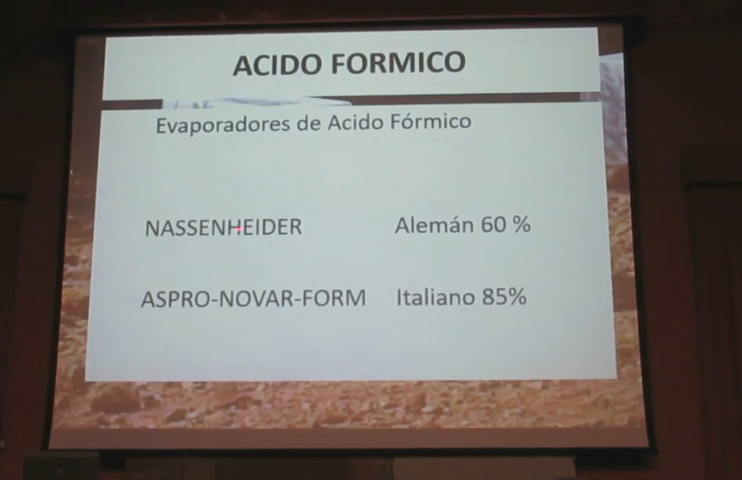 ACIDO FORMICO
Evaporadores de Acido Fórmico
NASSENHEIDER Alemán 60 %
ASPRO-NOVAR-FORM Italiano 85%